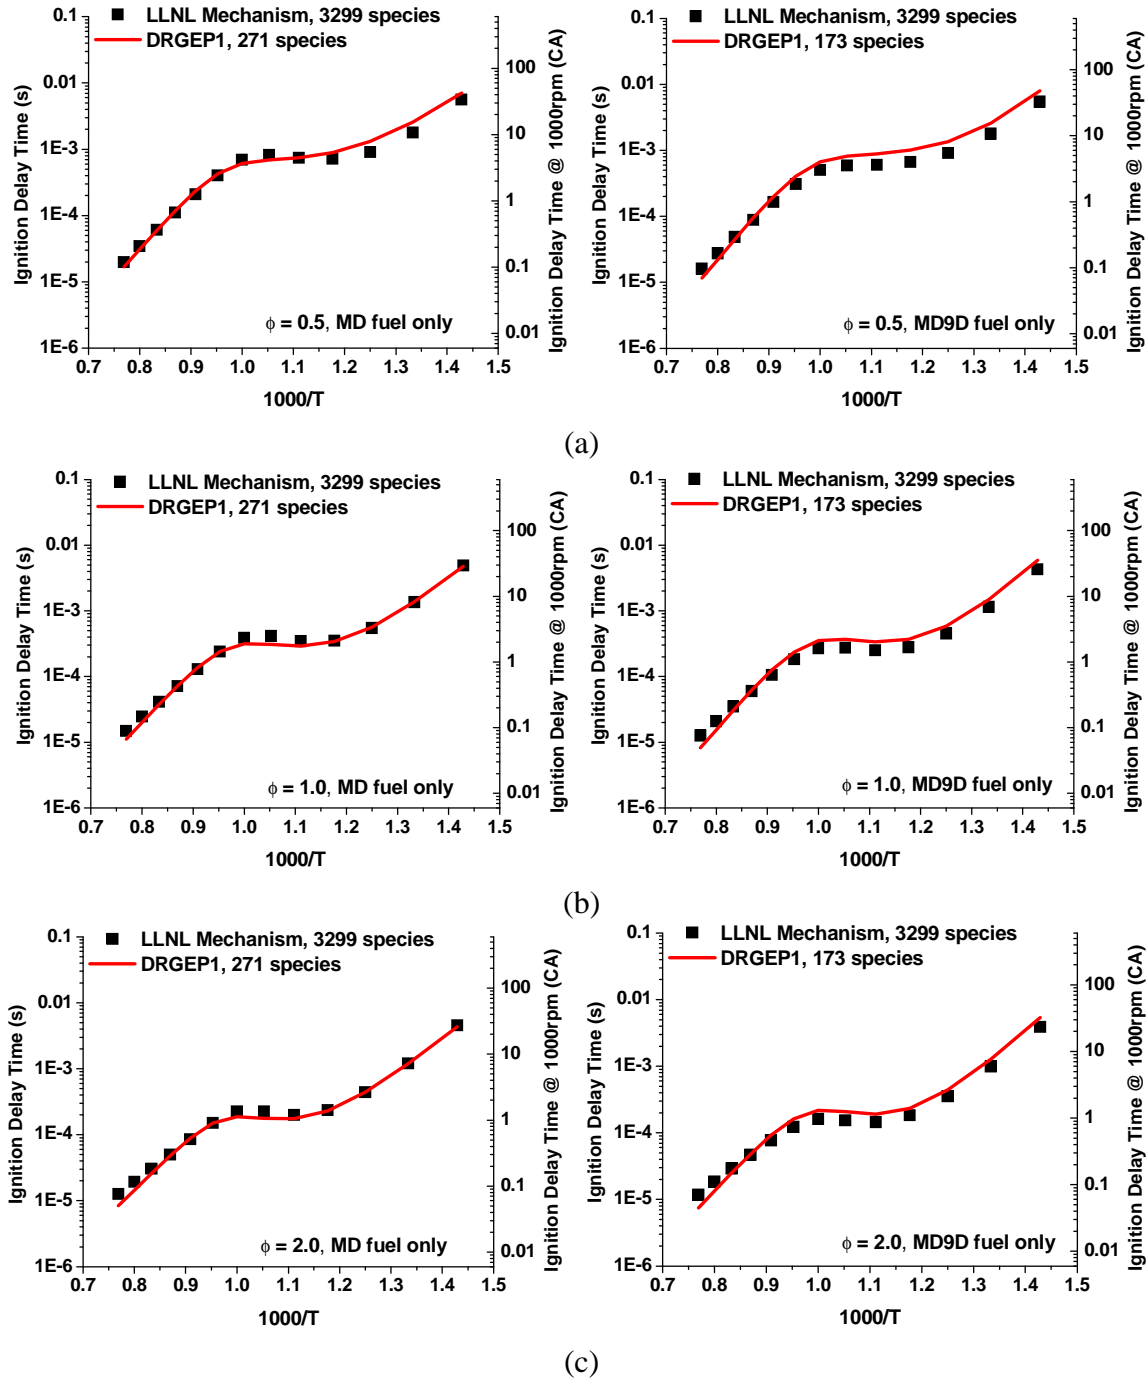 LLNL Mechanism, 3299 species
DRGEP1, 271 species
Ignition Delay Time (s)
0.1
0.01
1E-3
1E-4
1E-5
1E-6
Ignition Delay Time @ 1000rpm (CA)
100
10
1
0.1
0.01
ϕ = 0.5, MD fuel only
0.7 0.8 0.9 1.0 1.1 1.2 1.3 1.4 1.5
1000/T
LLNL Mechanism, 3299 species
DRGEP1, 173 species
Ignition Delay Time (s)
0.1
0.01
1E-3
1E-4
1E-5
1E-6
Ignition Delay Time @ 1000rpm (CA)
100
10
1
0.1
0.01
ϕ = 0.5, MD9D fuel only
0.7 0.8 0.9 1.0 1.1 1.2 1.3 1.4 1.5
1000/T
(a)
LLNL Mechanism, 3299 species
DRGEP1, 271 species
Ignition Delay Time (s)
0.1
0.01
1E-3
1E-4
1E-5
1E-6
Ignition Delay Time @ 1000rpm (CA)
100
10
1
0.1
0.01
ϕ = 1.0, MD fuel only
0.7 0.8 0.9 1.0 1.1 1.2 1.3 1.4 1.5
1000/T
LLNL Mechanism, 3299 species
DRGEP1, 173 species
Ignition Delay Time (s)
0.1
0.01
1E-3
1E-4
1E-5
1E-6
Ignition Delay Time @ 1000rpm (CA)
100
10
1
0.1
0.01
ϕ = 1.0, MD9D fuel only
0.7 0.8 0.9 1.0 1.1 1.2 1.3 1.4 1.5
1000/T
(b)
LLNL Mechanism, 3299 species
DRGEP1, 271 species
Ignition Delay Time (s)
0.1
0.01
1E-3
1E-4
1E-5
1E-6
Ignition Delay Time @ 1000rpm (CA)
100
10
1
0.1
0.01
ϕ = 2.0, MD fuel only
0.7 0.8 0.9 1.0 1.1 1.2 1.3 1.4 1.5
1000/T
LLNL Mechanism, 3299 species
DRGEP1, 173 species
Ignition Delay Time (s)
0.1
0.01
1E-3
1E-4
1E-5
1E-6
Ignition Delay Time @ 1000rpm (CA)
100
10
1
0.1
0.01
ϕ = 2.0, MD9D fuel only
0.7 0.8 0.9 1.0 1.1 1.2 1.3 1.4 1.5
1000/T
(c)